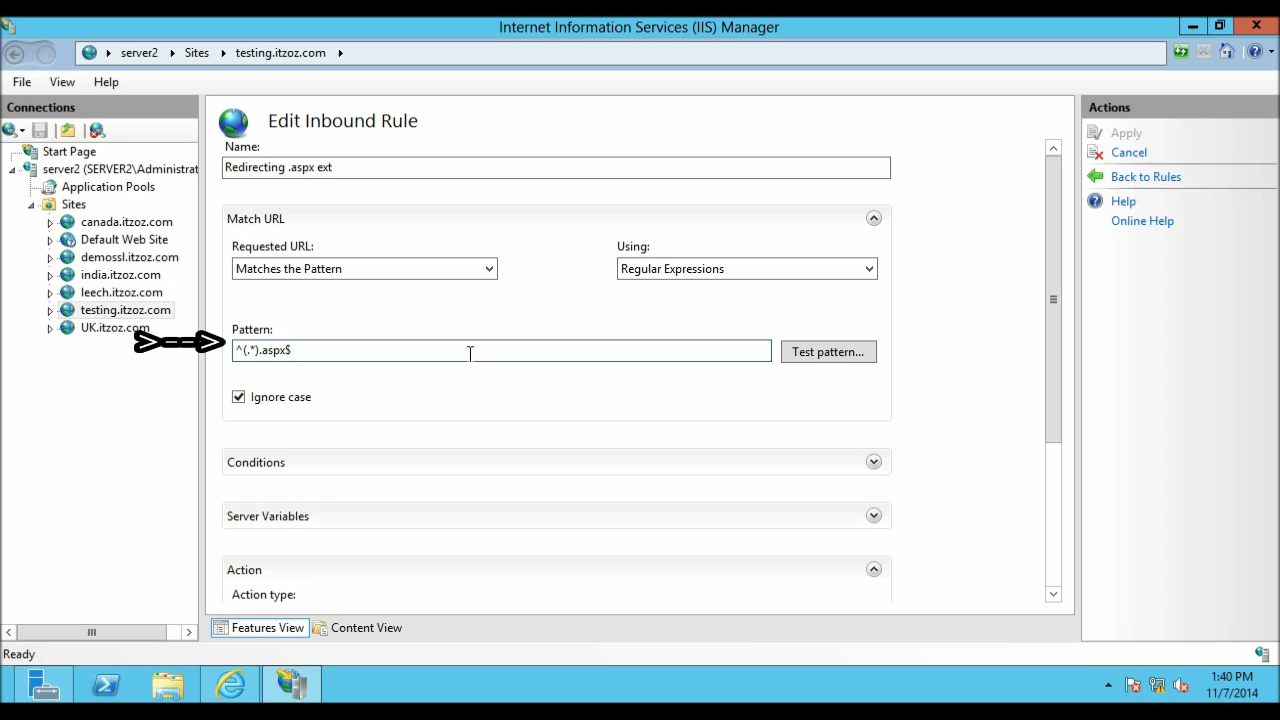 Internet Information Services (IIS) Manager
server2
Sites
testing.itzoz.com
File
View
Help
Connections
Start Page
server2 (SERVER2\Administrat
Application Pools
Sites
canada.itzoz.com
Default Web Site
demossl.itzoz.com
india.itzoz.com
leech.itzoz.com
testing.itzoz.com
UK.itzoz.com
Edit Inbound Rule
Name:
Redirecting .aspx ext
Match URL
Requested URL:
Using:
Matches the Pattern
Regular Expressions
Pattern:
^(.*).aspx$
Test pattern...
Ignore case
Conditions
Server Variables
Action
Action type:
Features View
Content View
Actions
Apply
Cancel
Back to Rules
Help
Online Help
Ready
1:40 PM
11/7/2014